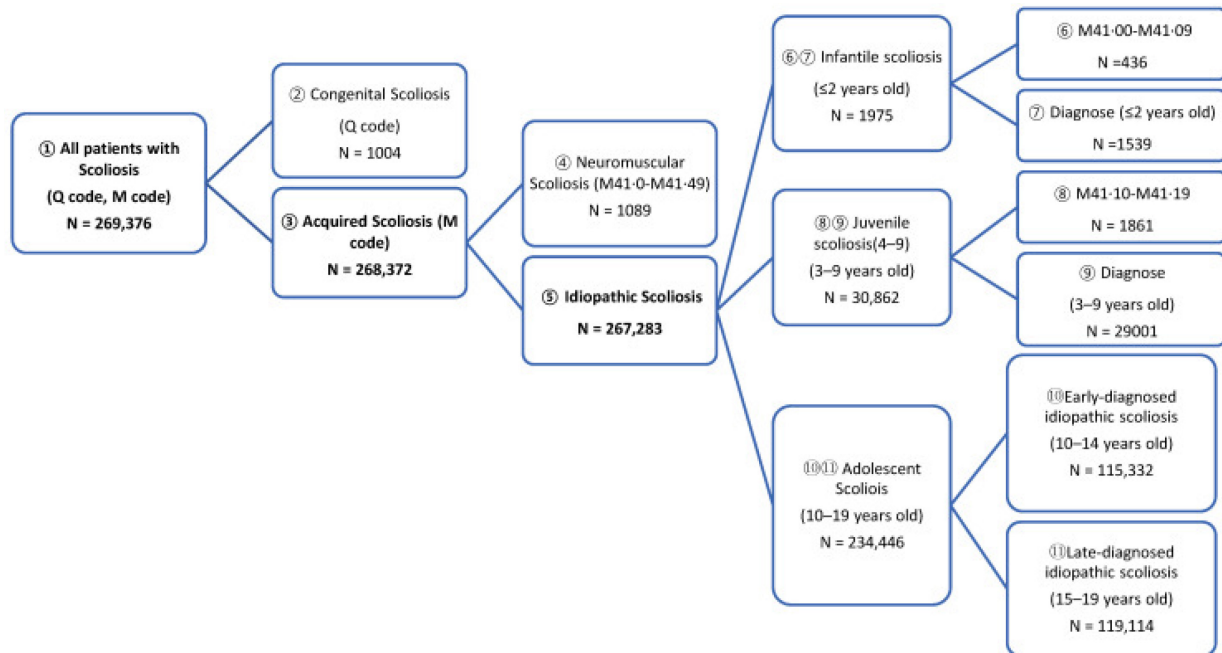 ① All patients with
Scoliosis
(Q code, M code)
N = 269,376
② Congenital Scoliosis
(Q code)
N = 1004
③ Acquired Scoliosis (M
code)
N = 268,372
④ Neuromuscular
Scoliosis (M41·0-M41·49)
N = 1089
⑤ Idiopathic Scoliosis
N = 267,283
⑥⑦ Infantile scoliosis
(≤2 years old)
N = 1975
⑧⑨ Juvenile
scoliosis(4–9)
(3–9 years old)
N = 30,862
⑩⑪ Adolescent
Scoliois
(10–19 years old)
N = 234,446
⑥ M41·00-M41·09
N =436
⑦ Diagnose (≤2 years old)
N =1539
⑧ M41·10-M41·19
N = 1861
⑨ Diagnose
(3–9 years old)
N = 29001
⑩Early-diagnosed
idiopathic scoliosis
(10–14 years old)
N = 115,332
⑪Late-diagnosed
idiopathic scoliosis
(15–19 years old)
N = 119,114